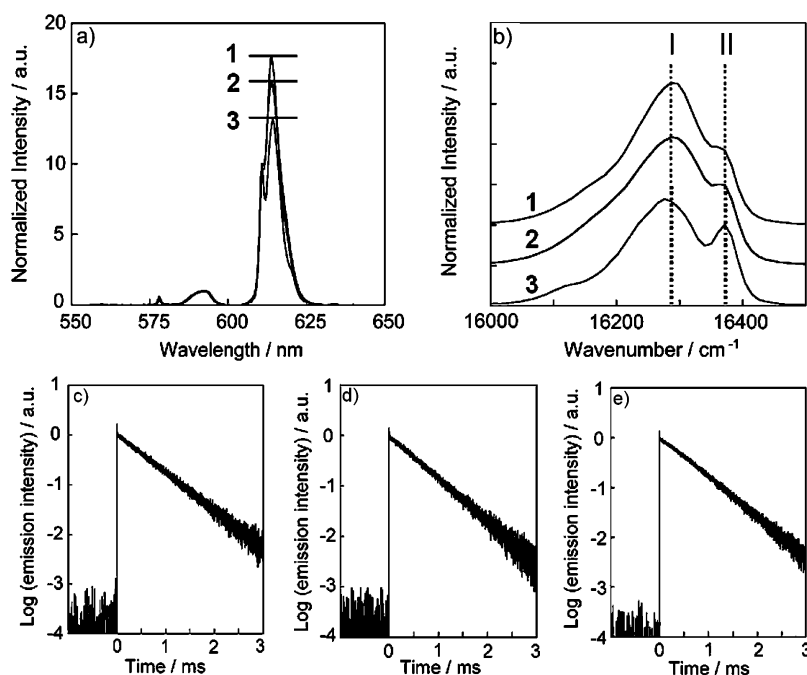 a)
Normalized Intensity / a.u.
20
15
10
5
0
1
2
3
550
575
600
625
650
Wavelength / nm
b)
I
II
Normalized Intensity / a.u.
1
2
3
16000
16200
16400
Wavenumber / cm-1
c)
Log (emission intensity) / a.u.
1
0
-1
-2
-3
-4
0
1
2
3
Time / ms
d)
Log (emission intensity) / a.u.
1
0
-1
-2
-3
-4
0
1
2
3
Time / ms
e)
Log (emission intensity) / a.u.
1
0
-1
-2
-3
-4
0
1
2
3
Time / ms